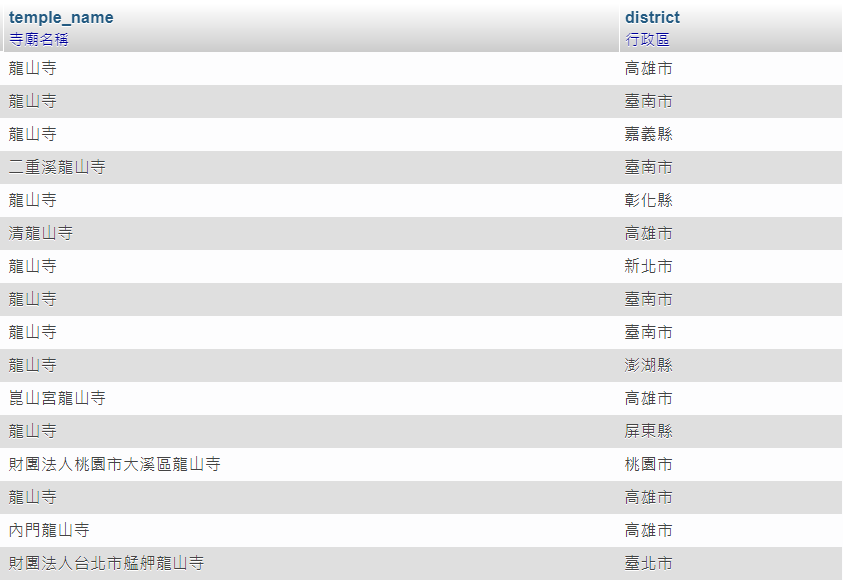 temple_name district
寺廟名稱 行政區
龍山寺 高雄市
龍山寺 臺南市
龍山寺 嘉義縣
二重溪龍山寺 臺南市
龍山寺 彰化縣
清龍山寺 高雄市
龍山寺 新北市
龍山寺 臺南市
龍山寺 臺南市
龍山寺 澎湖縣
崑山宮龍山寺 高雄市
龍山寺 屏東縣
財團法人桃園市大溪區龍山寺 桃園市
龍山寺 高雄市
內門龍山寺 高雄市
財團法人台北市艋舺龍山寺 臺北市